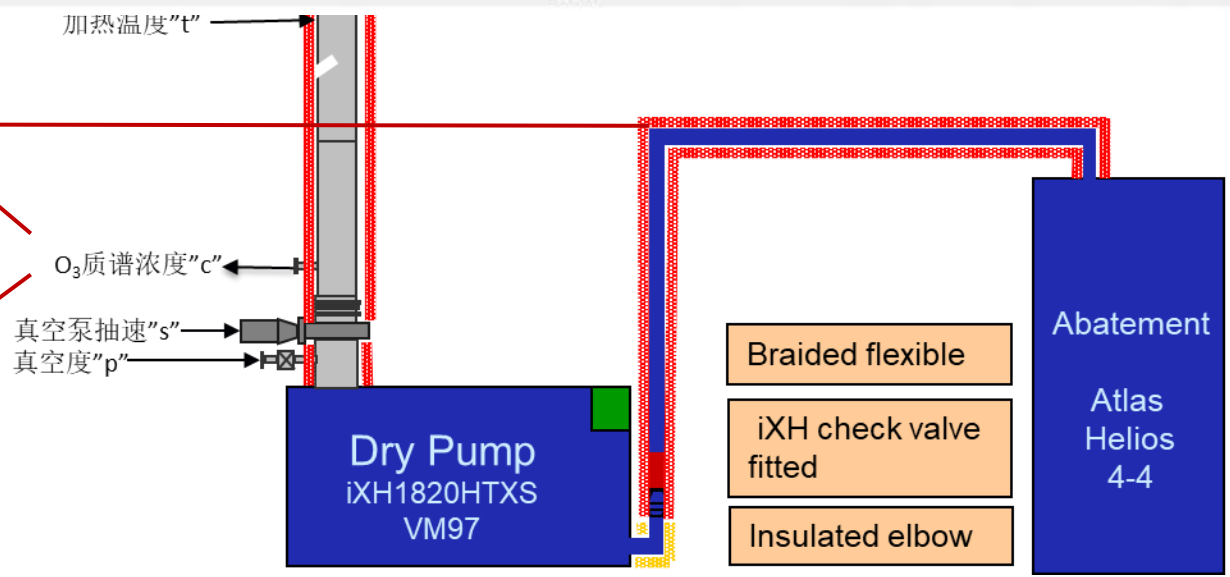 加热温度”t”
O₃质谱浓度”c”
真空泵抽速”s”
真空度”p”
Dry Pump
iXH1820HTXS
VM97
Braided flexible
iXH check valve
fitted
Insulated elbow
Abatement
Atlas
Helios
4-4